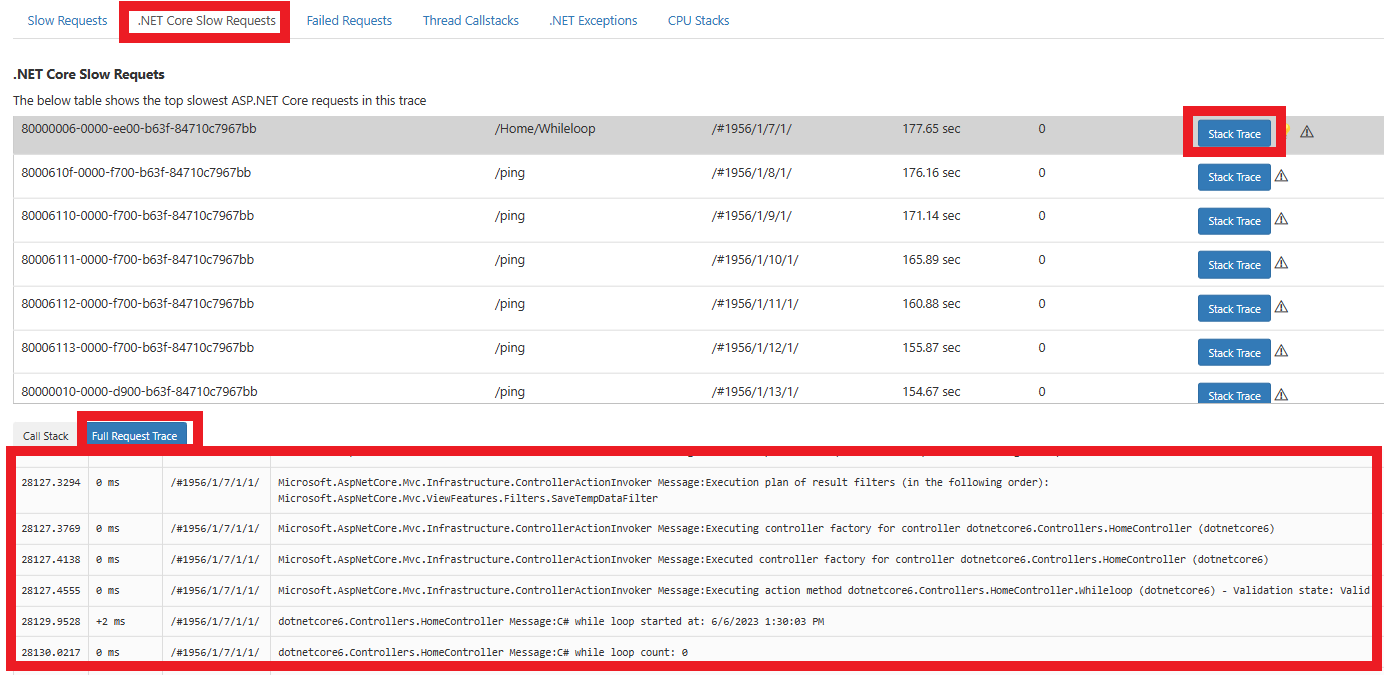 Slow Requests .NET Core Slow Requests Failed Requests Thread Callstacks .NET Exceptions CPU Stacks
.NET Core Slow Requets
The below table shows the top slowest ASP.NET Core requests in this trace
80000006-0000-ee00-b63f-84710c7967bb /Home/Whileloop /#1956/1/7/1/ 177.65 sec 0 Stack Trace
8000610f-0000-f700-b63f-84710c7967bb /ping /#1956/1/8/1/ 176.16 sec 0 Stack Trace
80006110-0000-f700-b63f-84710c7967bb /ping /#1956/1/9/1/ 171.14 sec 0 Stack Trace
80006111-0000-f700-b63f-84710c7967bb /ping /#1956/1/10/1/ 165.89 sec 0 Stack Trace
80006112-0000-f700-b63f-84710c7967bb /ping /#1956/1/11/1/ 160.88 sec 0 Stack Trace
80006113-0000-f700-b63f-84710c7967bb /ping /#1956/1/12/1/ 155.87 sec 0 Stack Trace
80000010-0000-d900-b63f-84710c7967bb /ping /#1956/1/13/1/ 154.67 sec 0 Stack Trace
Call Stack Full Request Trace
28127.3294 0 ms /#1956/1/7/1/1/ Microsoft.AspNetCore.Mvc.Infrastructure.ControllerActionInvoker Message:Execution plan of result filters (in the following order):
Microsoft.AspNetCore.Mvc.ViewFeatures.Filters.SaveTempDataFilter
28127.3769 0 ms /#1956/1/7/1/1/ Microsoft.AspNetCore.Mvc.Infrastructure.ControllerActionInvoker Message:Executing controller factory for controller dotnetcore6.Controllers.HomeController (dotnetcore6)
28127.4138 0 ms /#1956/1/7/1/1/ Microsoft.AspNetCore.Mvc.Infrastructure.ControllerActionInvoker Message:Executed controller factory for controller dotnetcore6.Controllers.HomeController (dotnetcore6)
28127.4555 0 ms /#1956/1/7/1/1/ Microsoft.AspNetCore.Mvc.Infrastructure.ControllerActionInvoker Message:Executing action method dotnetcore6.Controllers.HomeController.Whileloop (dotnetcore6) - Validation state: Valid
28129.9528 +2 ms /#1956/1/7/1/1/ dotnetcore6.Controllers.HomeController Message:C# while loop started at: 6/6/2023 1:30:03 PM
28130.0217 0 ms /#1956/1/7/1/1/ dotnetcore6.Controllers.HomeController Message:C# while loop count: 0